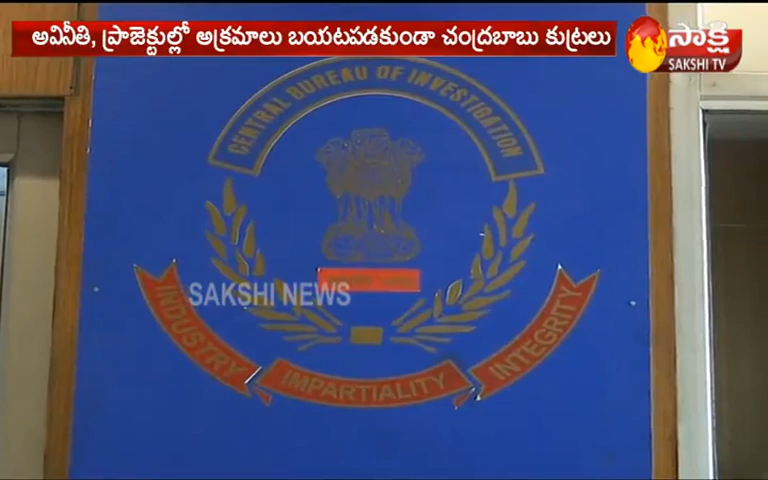 అవినీతి, ప్రాజెక్టుల్లో అక్రమాలు బయటపడకుండా చంద్రబాబు కుట్రలు
సాక్షి
SAKSHI TV
CENTRAL BUREAU OF INVESTIGATION
SAKSHI NEWS
INDUSTRY
IMPARTIALITY
INTEGRITY